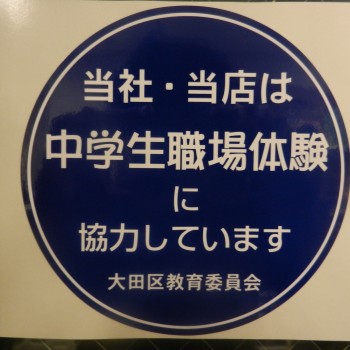 当社・当店は
中学生職場体験
に
協力しています
大田区教育委員会